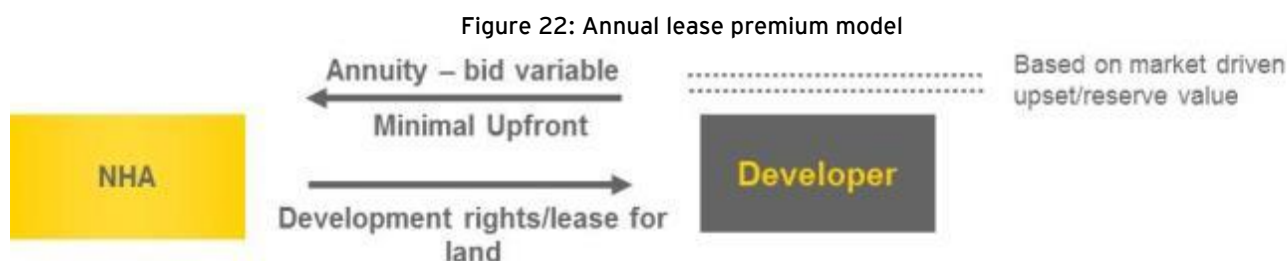 Figure 22: Annual lease premium model
Annuity – bid variable
Minimal Upfront
Based on market driven
upset/reserve value
NHA
Developer
Development rights/lease for
land